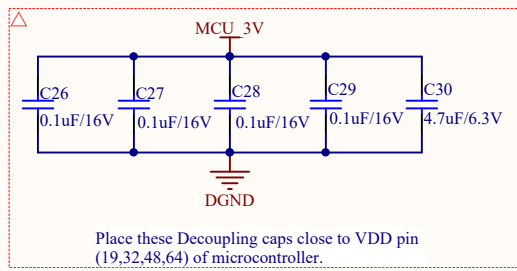 MCU_3V
C26
C27
C28
C29
C30
0.1uF/16V
0.1uF/16V
0.1uF/16V
0.1uF/16V
4.7uF/6.3V
DGND
Place these Decoupling caps close to VDD pin
(19,32,48,64) of microcontroller.